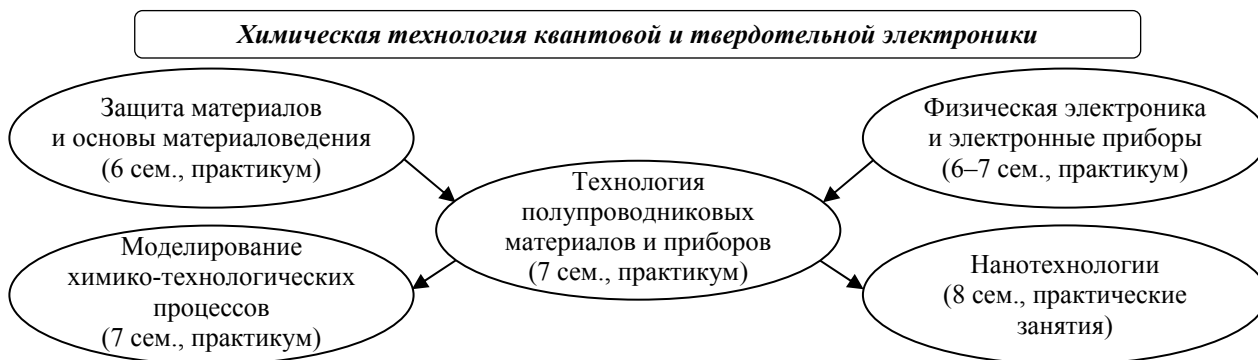 Химическая технология квантовой и твердотельной электроники
Защита материалов
и основы материаловедения
(6 сем., практикум)
Физическая электроника
и электронные приборы
(6–7 сем., практикум)
Технология
полупроводниковых
материалов и приборов
(7 сем., практикум)
Моделирование
химико-технологических
процессов
(7 сем., практикум)
Нанотехнологии
(8 сем., практические
занятия)